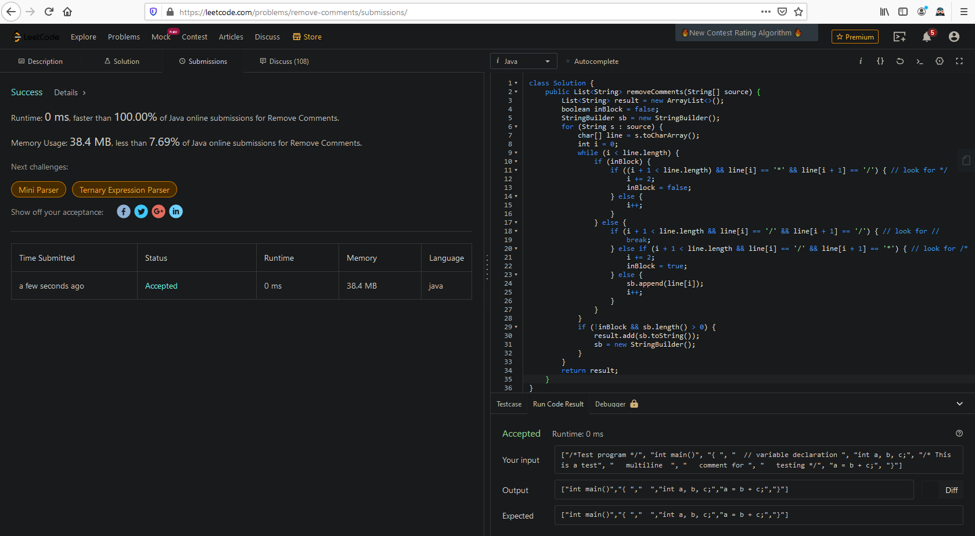 https://leetcode.com/problems/remove-comments/submissions/
LeetCode Explore Problems Mock New Contest Articles Discuss Store
New Contest Rating Algorithm
Premium
5
Description Solution Submissions Discuss (108)
i Java Autocomplete
Success Details >
Runtime: 0 ms, faster than 100.00% of Java online submissions for Remove Comments.
Memory Usage: 38.4 MB, less than 7.69% of Java online submissions for Remove Comments.
Next challenges:
Mini Parser Ternary Expression Parser
Show off your acceptance:
Time Submitted Status Runtime Memory Language
a few seconds ago Accepted 0 ms 38.4 MB java
1 class Solution {
2 public List<String> removeComments(String[] source) {
3 List<String> result = new ArrayList<>();
4 boolean inBlock = false;
5 StringBuilder sb = new StringBuilder();
6 for (String s : source) {
7 char[] line = s.toCharArray();
8 int i = 0;
9 while (i < line.length) {
10 if (inBlock) {
11 if ((i + 1 < line.length) && line[i] == '*' && line[i + 1] == '/') { // look for */
12 i += 2;
13 inBlock = false;
14 } else {
15 i++;
16 }
17 } else {
18 if (i + 1 < line.length && line[i] == '/' && line[i + 1] == '/') { // look for //
19 break;
20 } else if (i + 1 < line.length && line[i] == '/' && line[i + 1] == '*') { // look for /*
21 i += 2;
22 inBlock = true;
23 } else {
24 sb.append(line[i]);
25 i++;
26 }
27 }
28 }
29 if (!inBlock && sb.length() > 0) {
30 result.add(sb.toString());
31 sb = new StringBuilder();
32 }
33 }
34 return result;
35 }
36 }
Testcase Run Code Result Debugger
Accepted Runtime: 0 ms
Your input
["/*Test program */", "int main()", "{ ", "  // variable declaration ", "int a, b, c;", "/* This
is a test", "   multiline  ", "   comment for ", "   testing */", "a = b + c;", "}"]
Output ["int main()","{ ","  ","int a, b, c;","a = b + c;","}"] Diff
Expected ["int main()","{ ","  ","int a, b, c;","a = b + c;","}"]